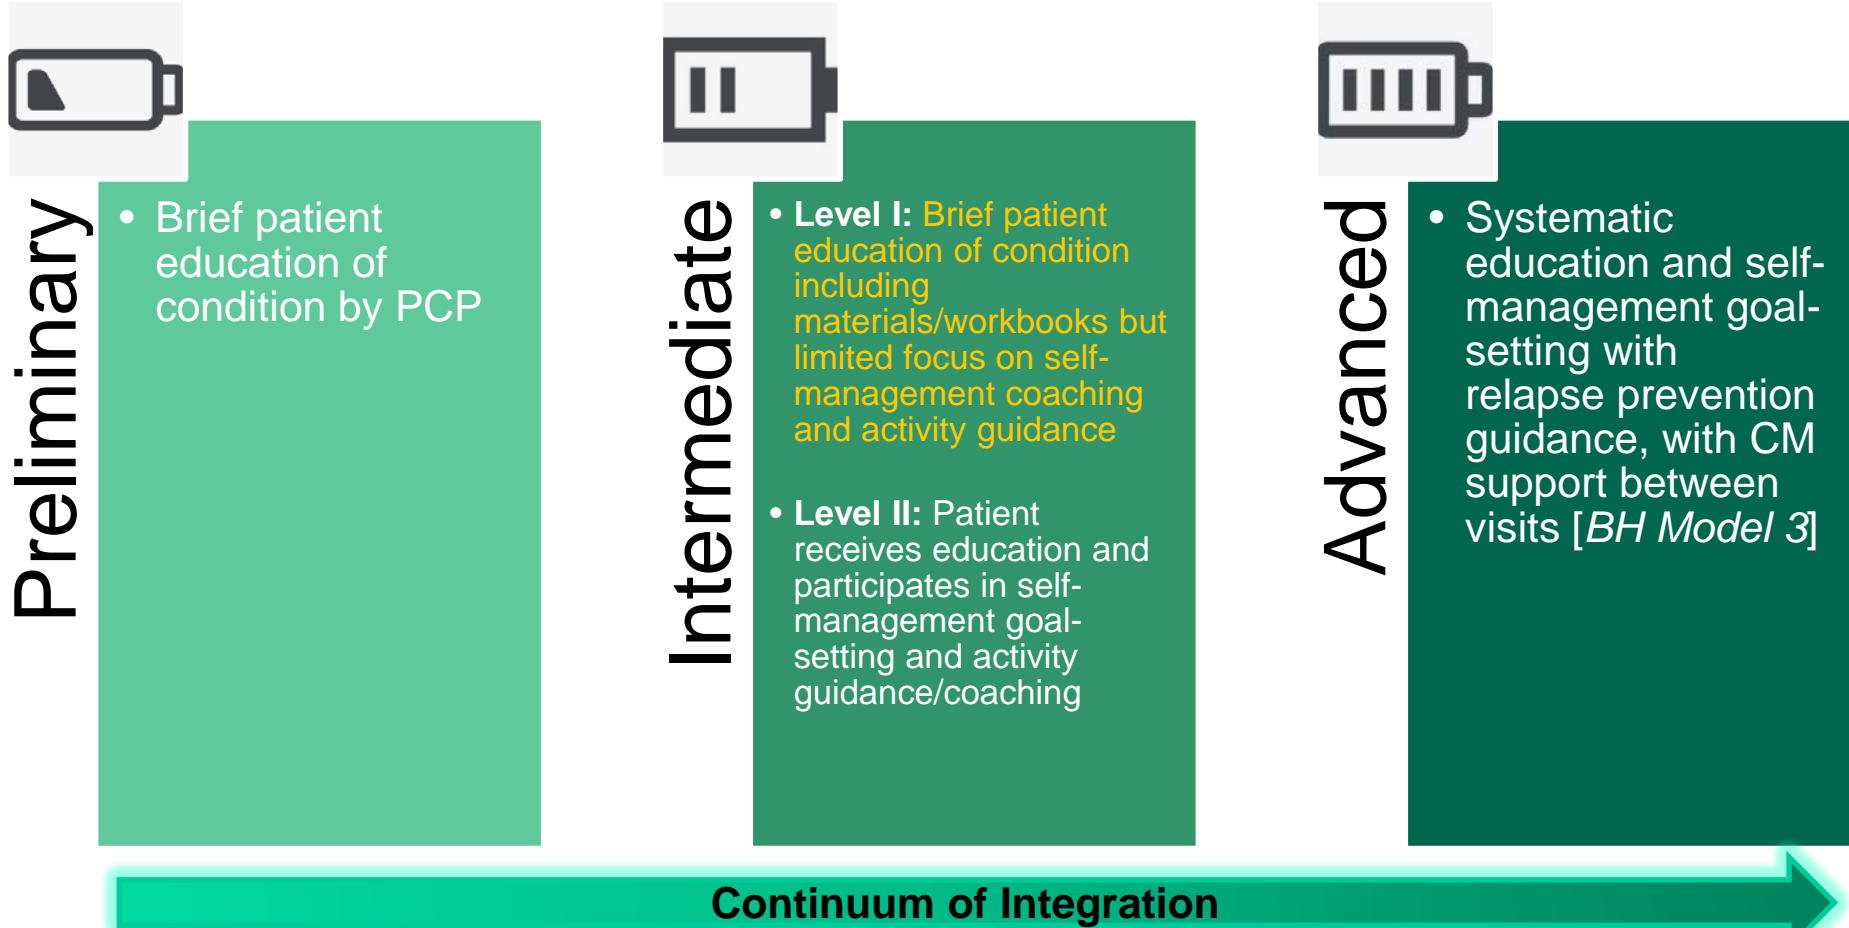 Preliminary
• Brief patient
education of
condition by PCP
Intermediate
• Level I: Brief patient
education of condition
including
materials/workbooks but
limited focus on self-
management coaching
and activity guidance
• Level II: Patient
receives education and
participates in self-
management goal-
setting and activity
guidance/coaching
Advanced
• Systematic
education and self-
management goal-
setting with
relapse prevention
guidance, with CM
support between
visits [BH Model 3]
Continuum of Integration